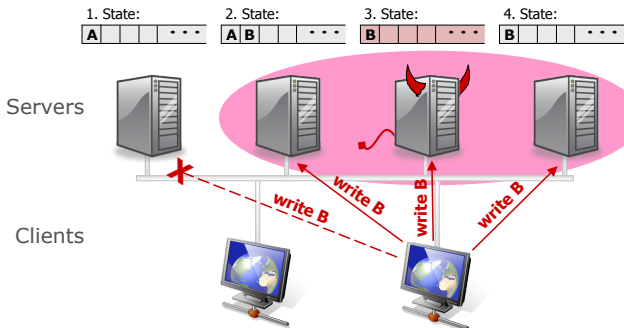 1. State: 2. State: 3. State: 4. State:
A ... A B ... B ... B ...
Servers
X
write B write B write B write B
Clients